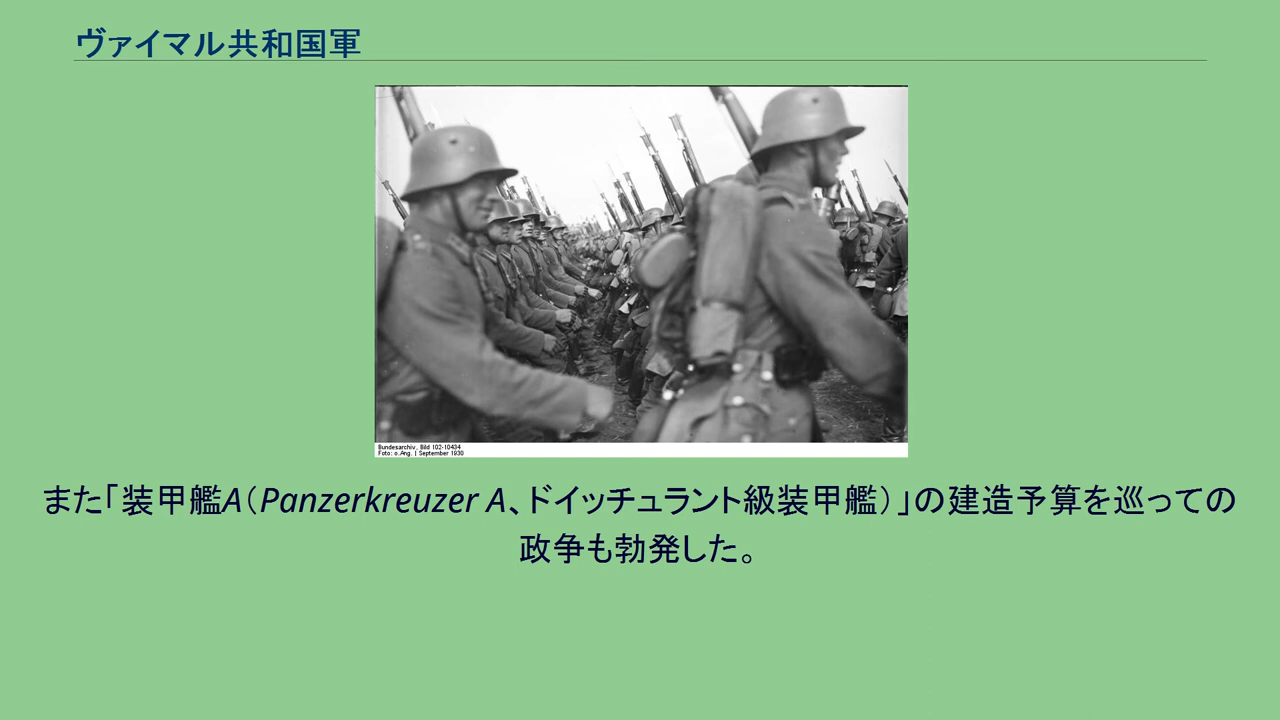 ヴァイマル共和国軍
Bundesarchiv, Bild 102-10434
Foto: o.Ang. | September 1930
また「装甲艦A（Panzerkreuzer A、ドイッチュラント級装甲艦）」の建造予算を巡っての
政争も勃発した。